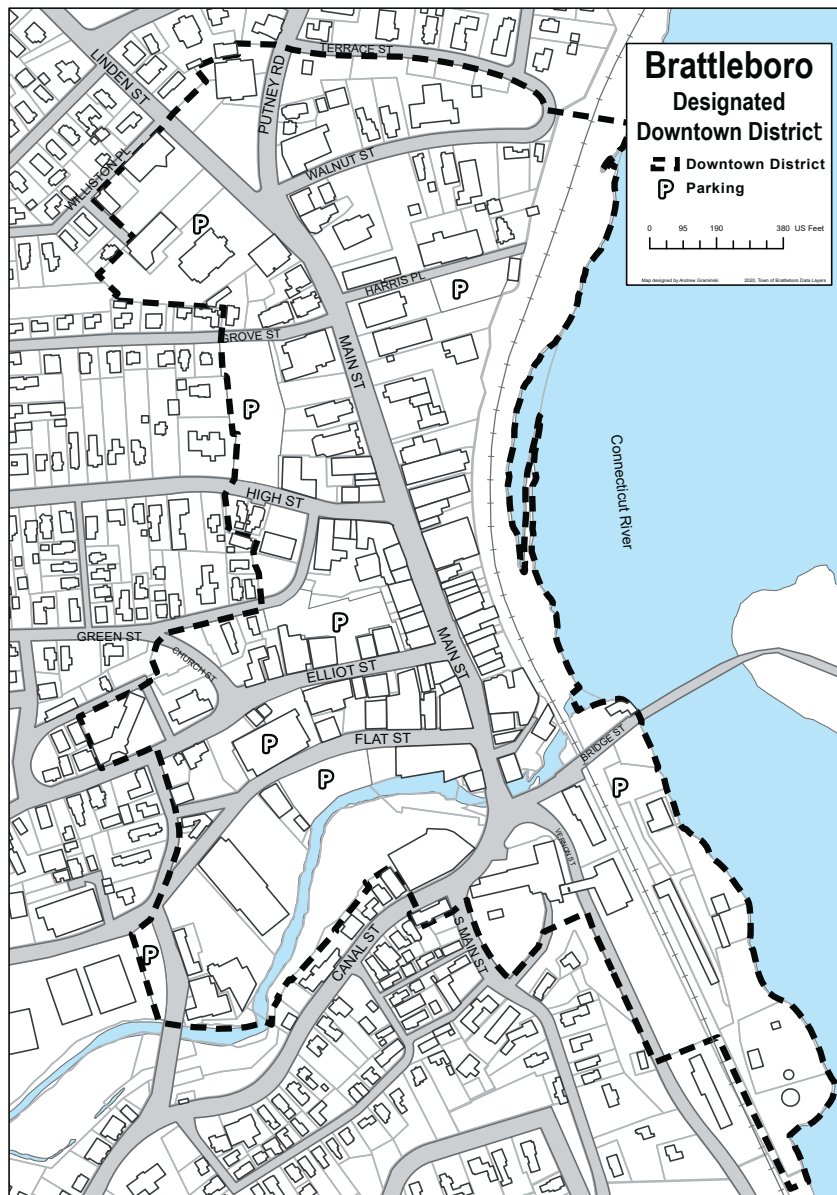 Brattleboro
Designated
Downtown District
Downtown District
P Parking
0 95 190 380 US Feet
Map designed by Andrew Graminski 2020, Town of Brattleboro Data Layers
TERRACE ST
LINDEN ST
PUTNEY RD
WALNUT ST
WILLISTON PL
P
HARRIS PL
P
GROVE ST
MAIN ST
P
Connecticut River
HIGH ST
P
GREEN ST
CHURCH ST
MAIN ST
ELLIOT ST
FLAT ST
P
BRIDGE ST
P
P
VERNON ST
CANAL ST
S MAIN ST
P